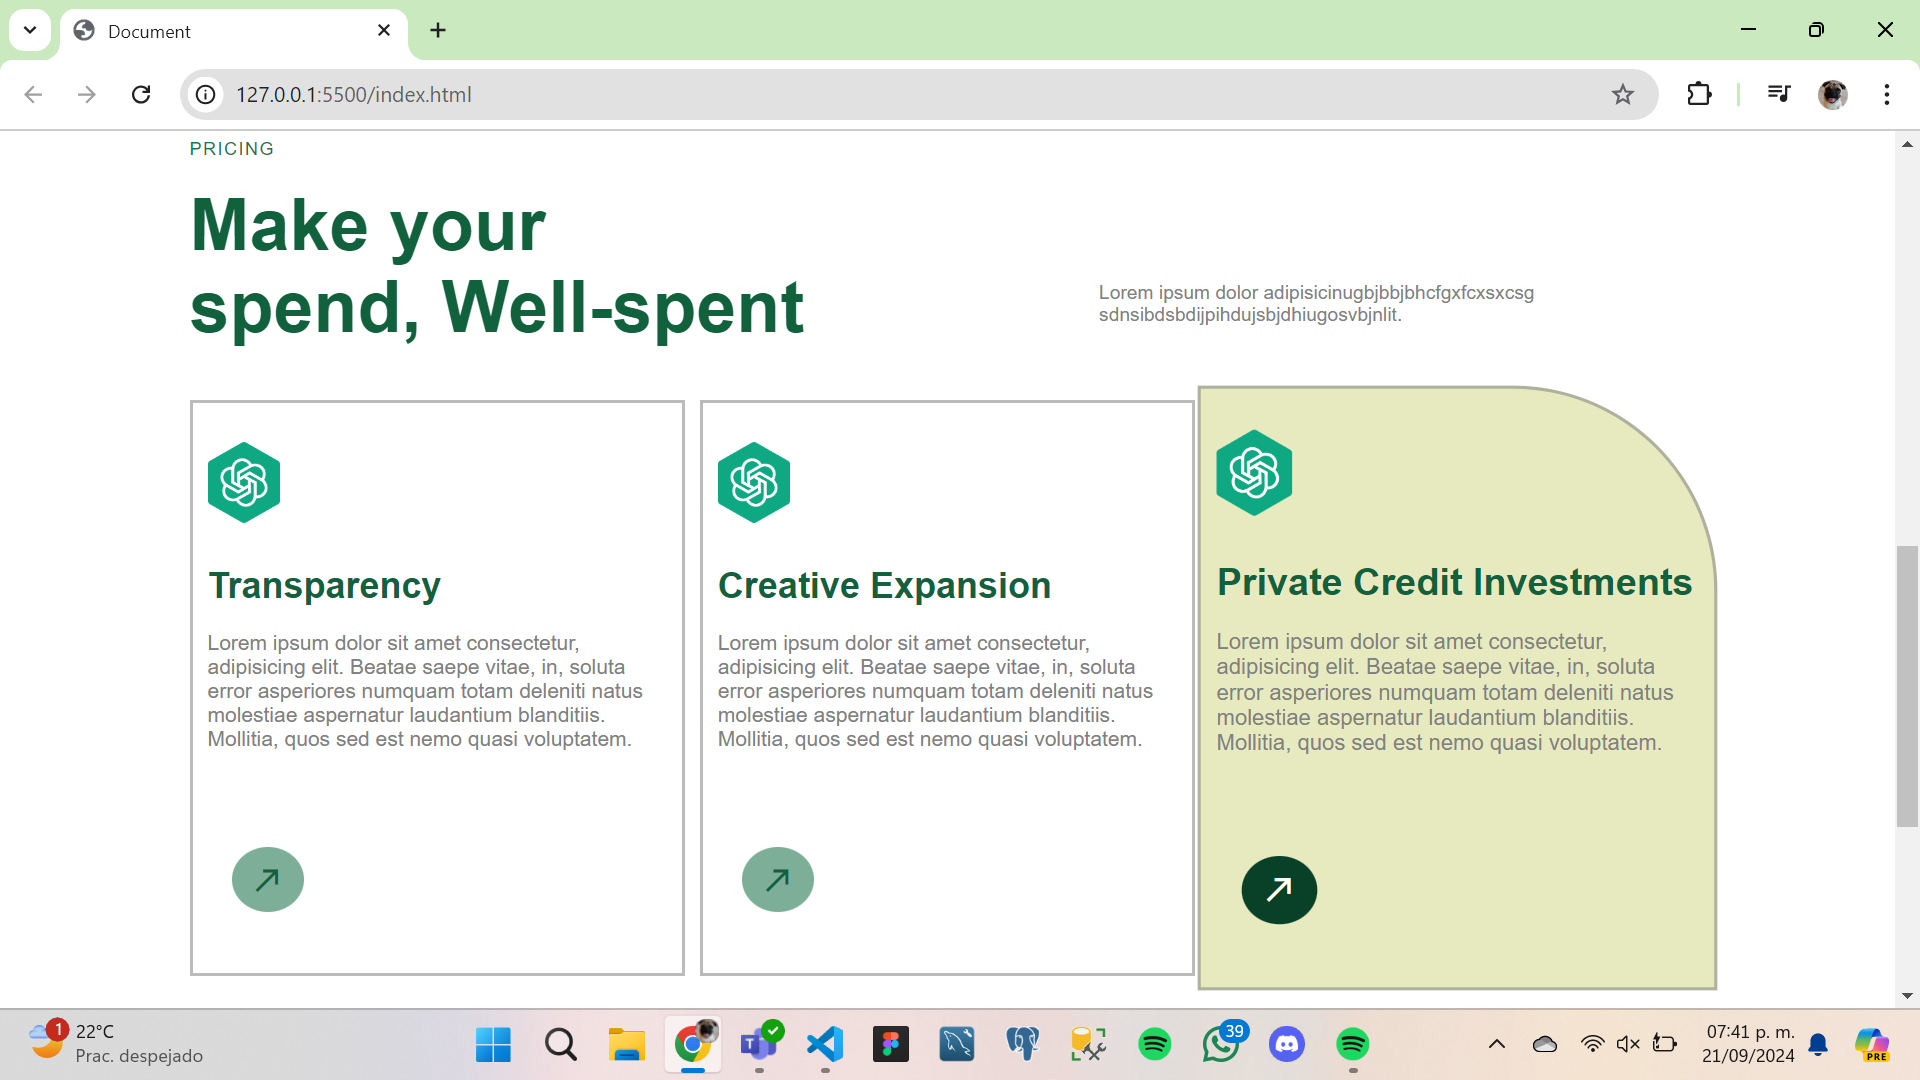 Document
127.0.0.1:5500/index.html
PRICING
Make your
spend, Well-spent
Lorem ipsum dolor adipisicinugbjbbjbhcfgxfcxsxcsg
sdnsibdsbdijpihdujsbjdhiugosvbjnlit.
Transparency
Lorem ipsum dolor sit amet consectetur,
adipisicing elit. Beatae saepe vitae, in, soluta
error asperiores numquam totam deleniti natus
molestiae aspernatur laudantium blanditiis.
Mollitia, quos sed est nemo quasi voluptatem.
Creative Expansion
Lorem ipsum dolor sit amet consectetur,
adipisicing elit. Beatae saepe vitae, in, soluta
error asperiores numquam totam deleniti natus
molestiae aspernatur laudantium blanditiis.
Mollitia, quos sed est nemo quasi voluptatem.
Private Credit Investments
Lorem ipsum dolor sit amet consectetur,
adipisicing elit. Beatae saepe vitae, in, soluta
error asperiores numquam totam deleniti natus
molestiae aspernatur laudantium blanditiis.
Mollitia, quos sed est nemo quasi voluptatem.
1
22°C
Prac. despejado
39
07:41 p. m.
21/09/2024
PRE